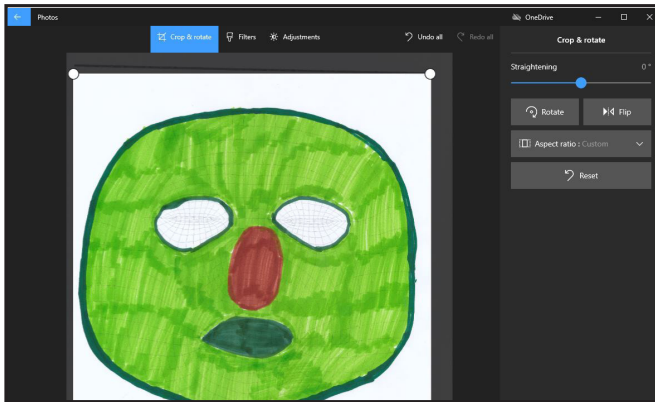 Photos
OneDrive
Crop & rotate
Filters
Adjustments
Undo all
Redo all
Crop & rotate
Straightening 0 °
Rotate
Flip
Aspect ratio : Custom
Reset